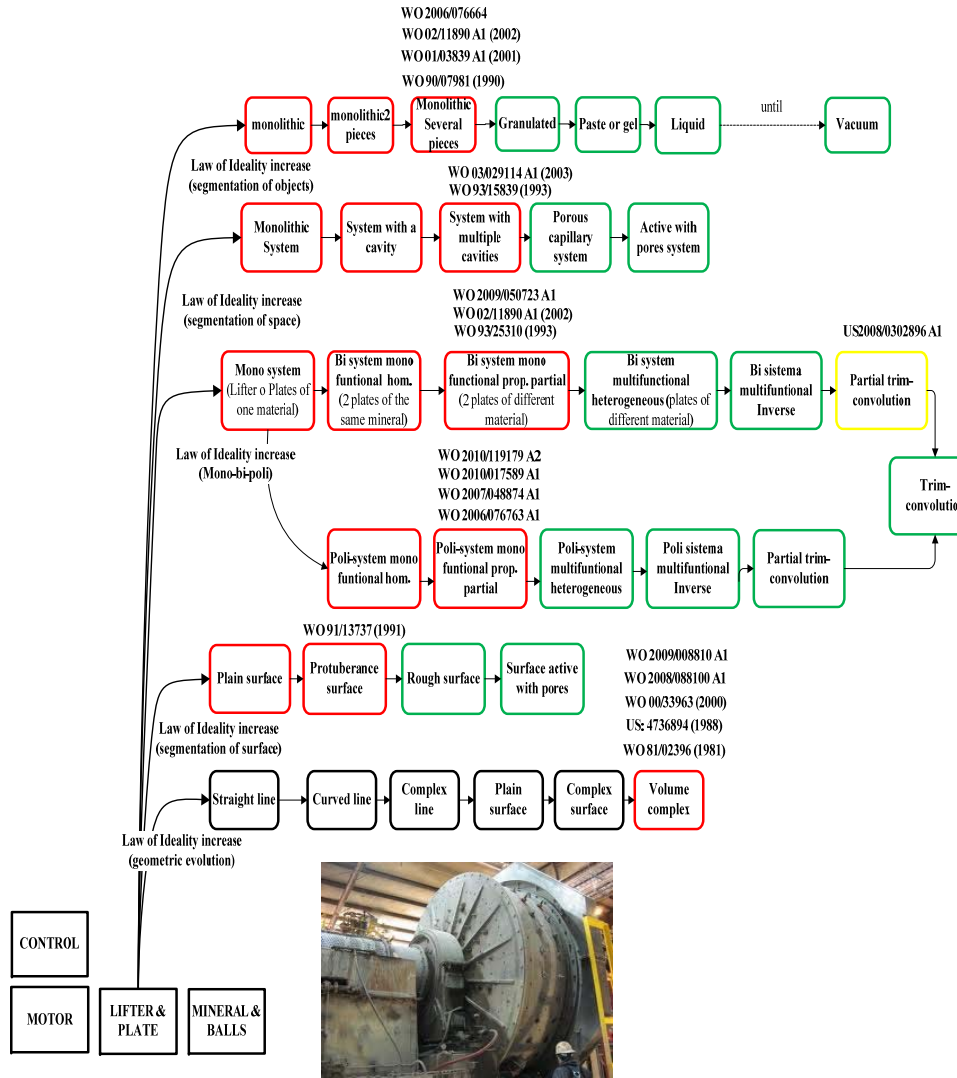 WO 2006/076664
WO 02/11890 A1 (2002)
WO 01/03839 A1 (2001)
WO 90/07981 (1990)
monolithic
monolithic2
pieces
Monolithic
Several
pieces
Granulated
Paste or gel
Liquid
until
Vacuum
Law of Ideality increase
(segmentation of objects)
WO 03/029114 A1 (2003)
WO 93/15839 (1993)
Monolithic
System
System with a
cavity
System with
multiple
cavities
Porous
capillary
system
Active with
pores system
Law of Ideality increase
(segmentation of space)
WO 2009/050723 A1
WO 02/11890 A1 (2002)
WO 93/25310 (1993)
US2008/0302896 A1
Mono system
(Lifter o Plates of
one material)
Bi system mono
funtional hom.
(2 plates of the
same mineral)
Bi system mono
functional prop. partial
(2 plates of different
material)
Bi system
multifunctional
heterogeneous (plates
of different material)
Bi sistema
multifuntional
Inverse
Partial trim-
convolution
Law of Ideality increase
(Mono-bi-poli)
WO 2010/119179 A2
WO 2010/017589 A1
WO 2007/048874 A1
WO 2006/076763 A1
Trim-
convolutio
Poli-system mono
funtional hom.
Poli-system mono
funtional prop.
partial
Poli-system
multifuntional
heterogeneous
Poli sistema
multifuntional
Inverse
Partial trim-
convolution
WO 91/13737 (1991)
Plain surface
Protuberance
surface
Rough surface
Surface active
with pores
WO 2009/008810 A1
WO 2008/088100 A1
WO 00/33963 (2000)
US: 4736894 (1988)
WO 81/02396 (1981)
Law of Ideality increase
(segmentation of surface)
Straight line
Curved line
Complex
line
Plain
surface
Complex
surface
Volume
complex
Law of Ideality increase
(geometric evolution)
CONTROL
MOTOR
LIFTER &
PLATE
MINERAL &
BALLS